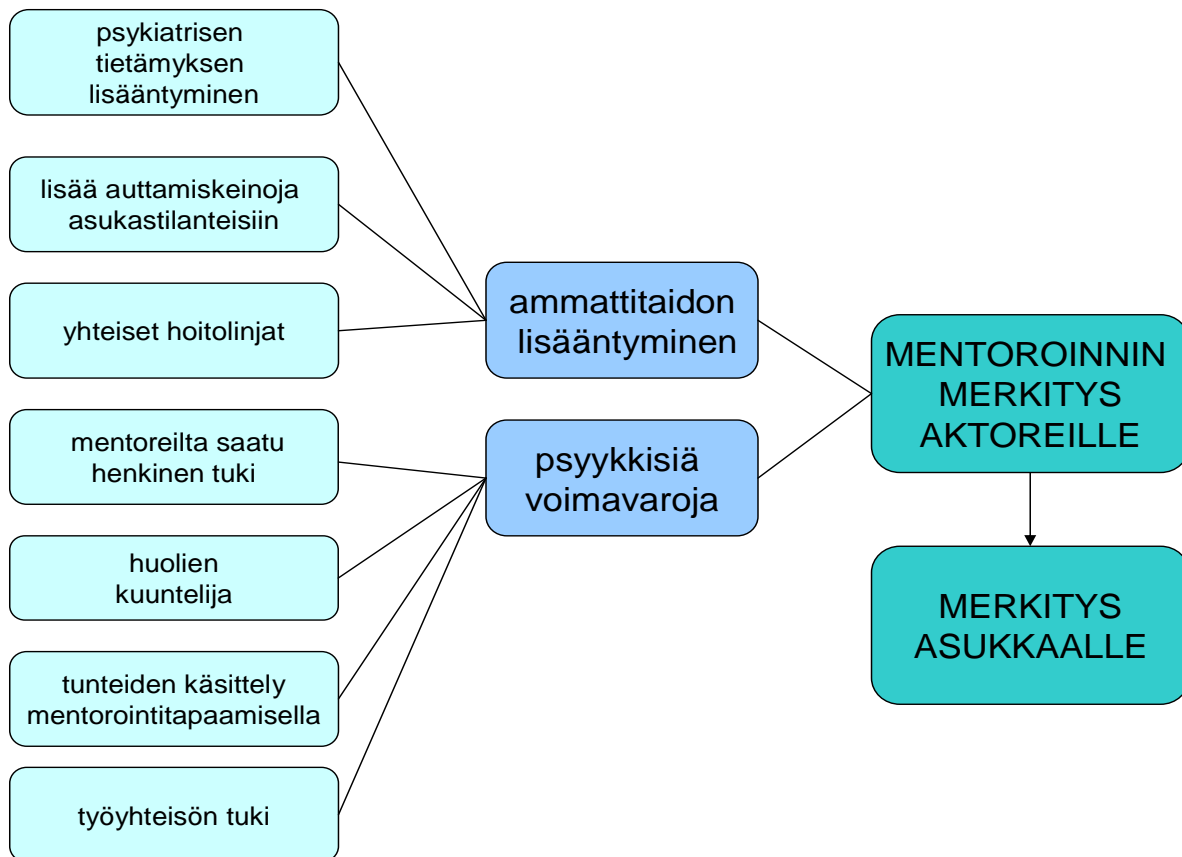 psykiatrisen
tietämyksen
lisääntyminen
lisää auttamiskeinoja
asukastilanteisiin
yhteiset hoitolinjat
mentoreilta saatu
henkinen tuki
huolien
kuuntelija
tunteiden käsittely
mentorointitapaamisella
työyhteisön tuki
ammattitaidon
lisääntyminen
psyykkisiä
voimavaroja
MENTOROINNIN
MERKITYS
AKTOREILLE
MERKITYS
ASUKKAALLE